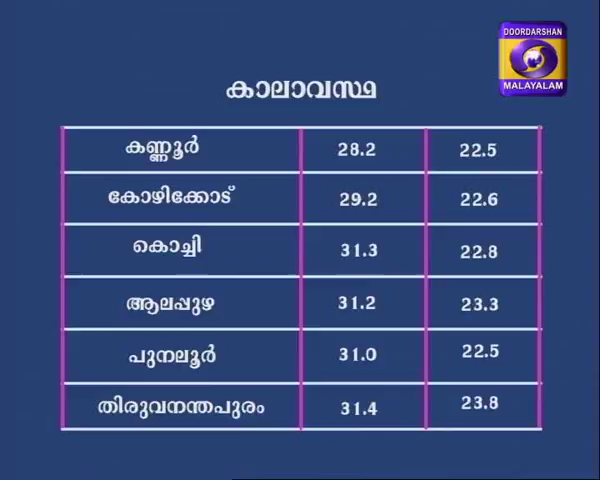 DOORDARSHAN
MALAYALAM
കാലാവസ്ഥ
കണ്ണൂർ 28.2 22.5
കോഴിക്കോട് 29.2 22.6
കൊച്ചി 31.3 22.8
ആലപ്പുഴ 31.2 23.3
പുനലൂർ 31.0 22.5
തിരുവനന്തപുരം 31.4 23.8